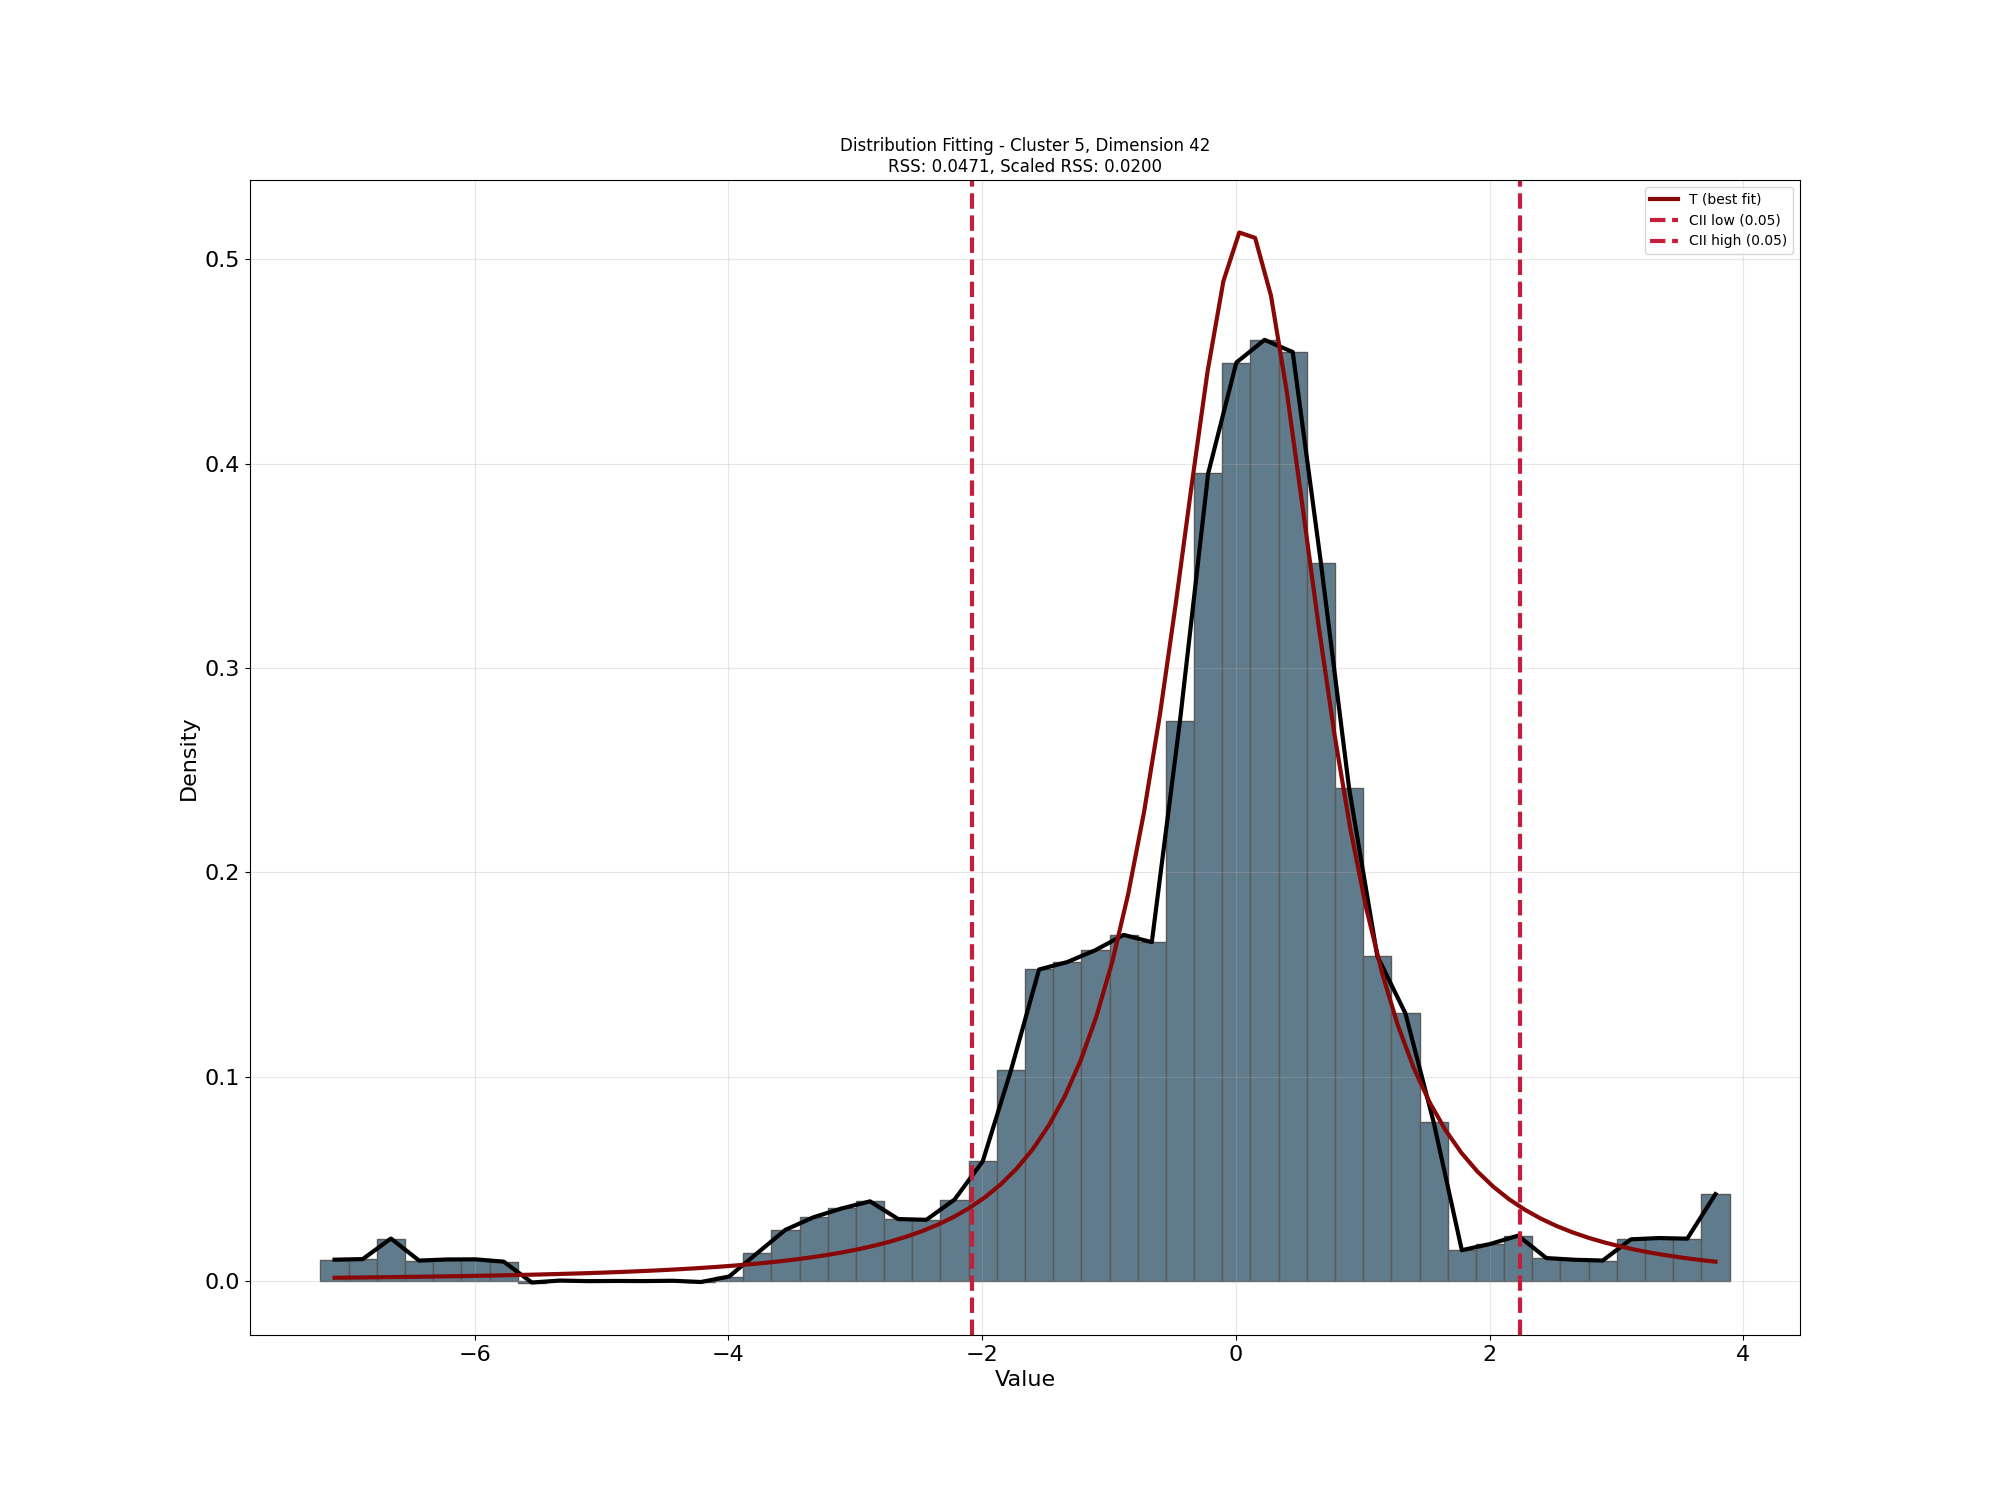 Distribution Fitting - Cluster 5, Dimension 42
RSS: 0.0471, Scaled RSS: 0.0200
T (best fit)
CII low (0.05)
CII high (0.05)
0.5
0.4
0.3
0.2
0.1
0.0
Density
−6 −4 −2 0 2 4
Value